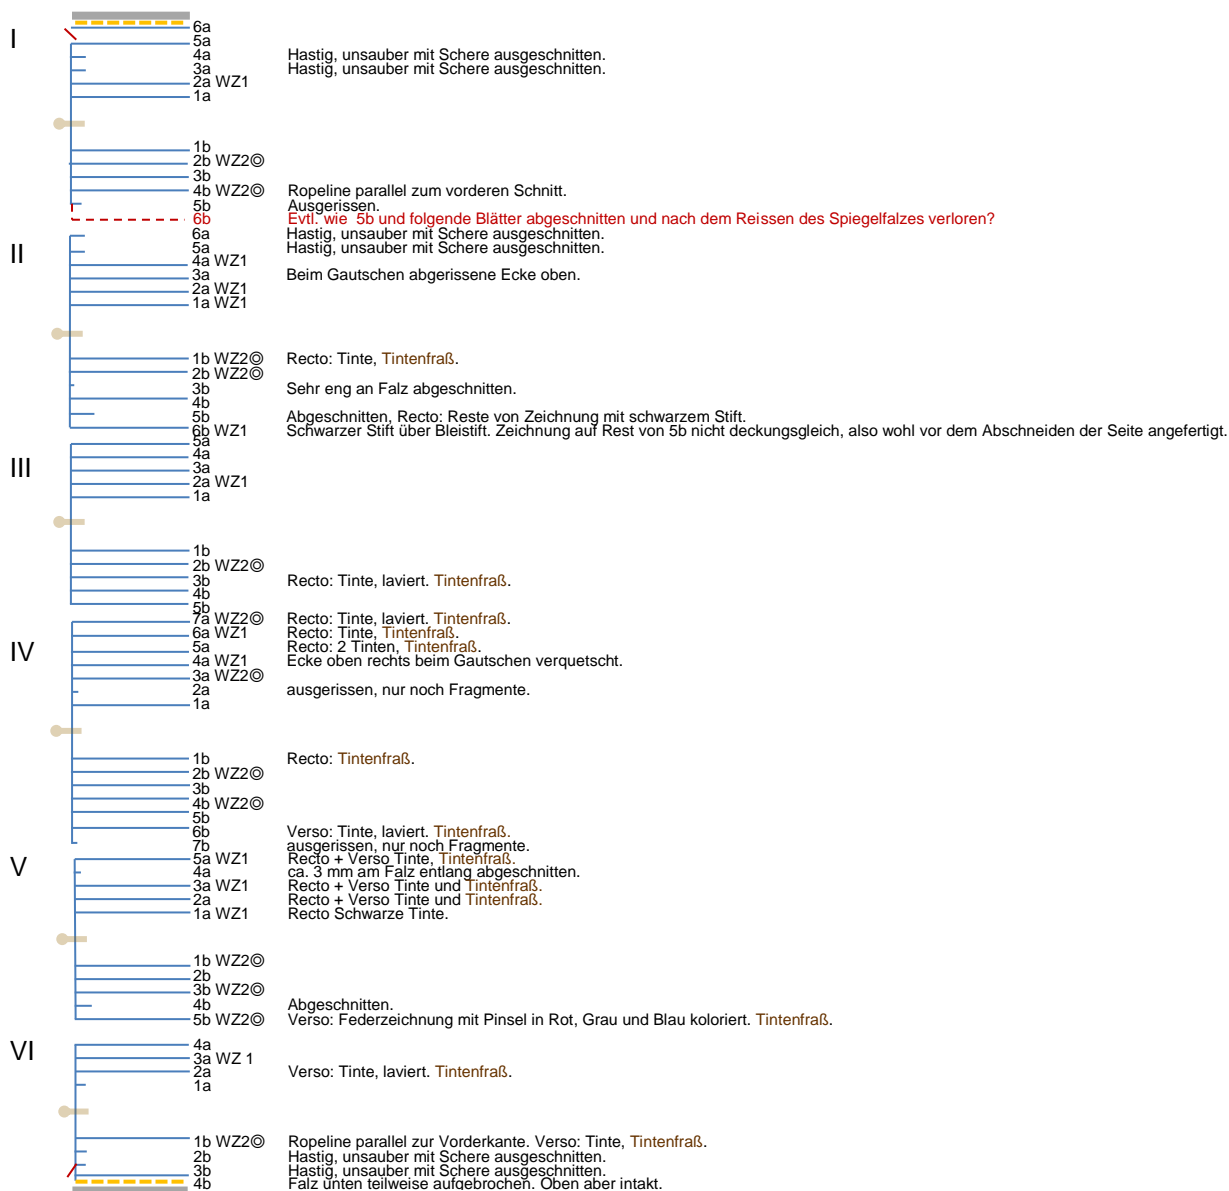 I
6a
5a
4a Hastig, unsauber mit Schere ausgeschnitten.
3a Hastig, unsauber mit Schere ausgeschnitten.
2a WZ1
1a
1b
2b WZ2◎
3b
4b WZ2◎ Ropeline parallel zum vorderen Schnitt.
5b Ausgerissen.
6b Evtl. wie 5b und folgende Blätter abgeschnitten und nach dem Reissen des Spiegelfalzes verloren?
II
6a Hastig, unsauber mit Schere ausgeschnitten.
5a Hastig, unsauber mit Schere ausgeschnitten.
4a WZ1
3a Beim Gautschen abgerissene Ecke oben.
2a WZ1
1a WZ1
1b WZ2◎ Recto: Tinte, Tintenfraß.
2b WZ2◎
3b Sehr eng an Falz abgeschnitten.
4b
5b Abgeschnitten, Recto: Reste von Zeichnung mit schwarzem Stift.
6b WZ1 Schwarzer Stift über Bleistift. Zeichnung auf Rest von 5b nicht deckungsgleich, also wohl vor dem Abschneiden der Seite angefertigt.
III
5a
4a
3a
2a WZ1
1a
1b
2b WZ2◎
3b Recto: Tinte, laviert. Tintenfraß.
4b
5b
IV
7a WZ2◎ Recto: Tinte, laviert. Tintenfraß.
6a WZ1 Recto: Tinte, Tintenfraß.
5a Recto: 2 Tinten, Tintenfraß.
4a WZ1 Ecke oben rechts beim Gautschen verquetscht.
3a WZ2◎
2a ausgerissen, nur noch Fragmente.
1a
1b Recto: Tintenfraß.
2b WZ2◎
3b
4b WZ2◎
5b
6b Verso: Tinte, laviert. Tintenfraß.
7b ausgerissen, nur noch Fragmente.
V
5a WZ1 Recto + Verso Tinte, Tintenfraß.
4a ca. 3 mm am Falz entlang abgeschnitten.
3a WZ1 Recto + Verso Tinte und Tintenfraß.
2a Recto + Verso Tinte und Tintenfraß.
1a WZ1 Recto Schwarze Tinte.
1b WZ2◎
2b
3b WZ2◎
4b Abgeschnitten.
5b WZ2◎ Verso: Federzeichnung mit Pinsel in Rot, Grau und Blau koloriert. Tintenfraß.
VI
4a
3a WZ 1
2a Verso: Tinte, laviert. Tintenfraß.
1a
1b WZ2◎ Ropeline parallel zur Vorderkante. Verso: Tinte, Tintenfraß.
2b Hastig, unsauber mit Schere ausgeschnitten.
3b Hastig, unsauber mit Schere ausgeschnitten.
4b Falz unten teilweise aufgebrochen. Oben aber intakt.